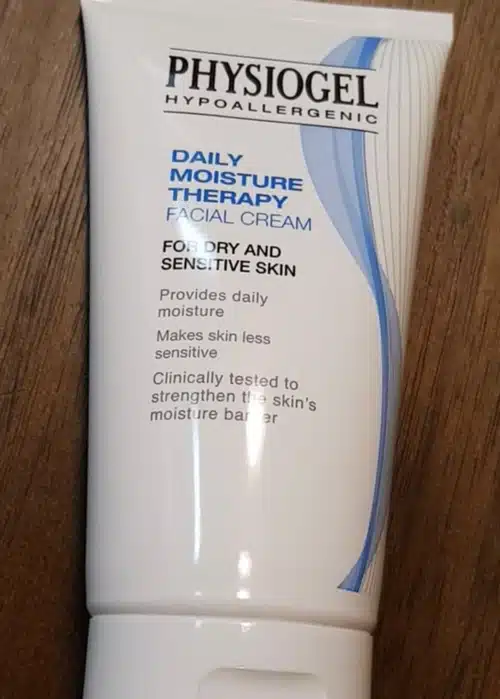 PHYSIOGEL
HYPOALLERGENIC
DAILY
MOISTURE
THERAPY
FACIAL CREAM
FOR DRY AND
SENSITIVE SKIN
Provides daily
moisture
Makes skin less
sensitive
Clinically tested to
strengthen the skin's
moisture barrier